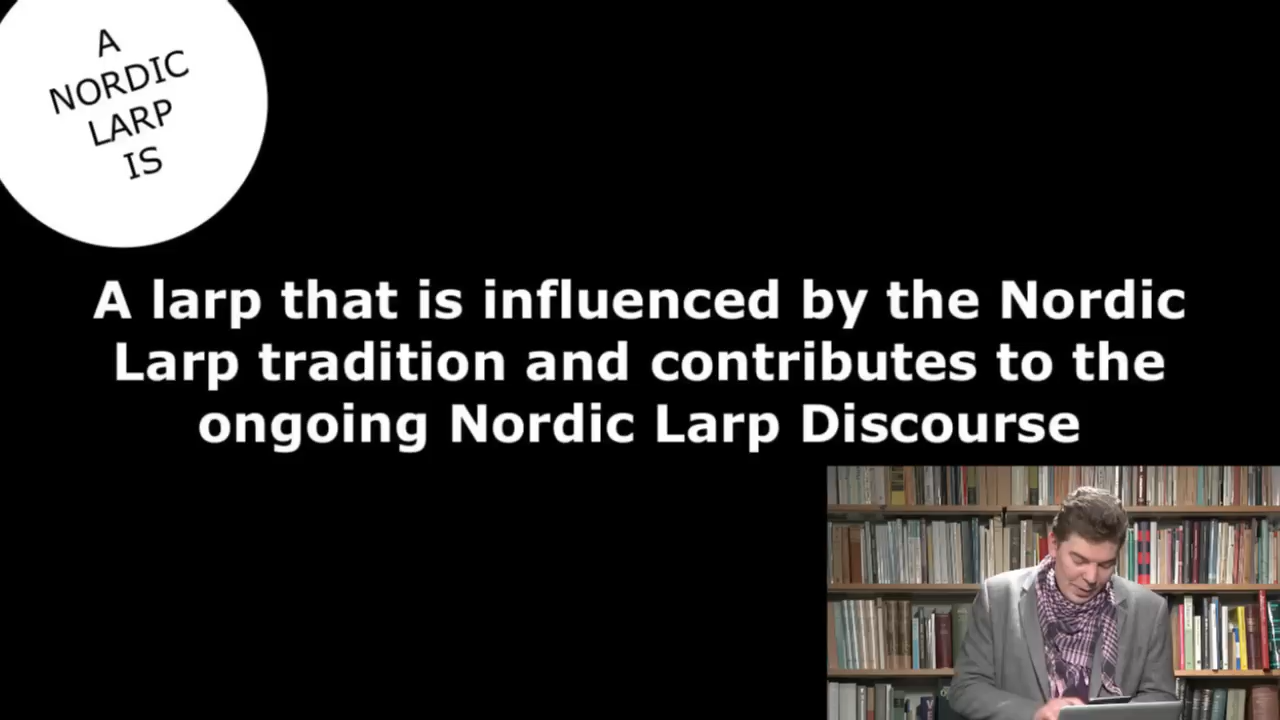 A
NORDIC
LARP
IS
A larp that is influenced by the Nordic
Larp tradition and contributes to the
ongoing Nordic Larp Discourse